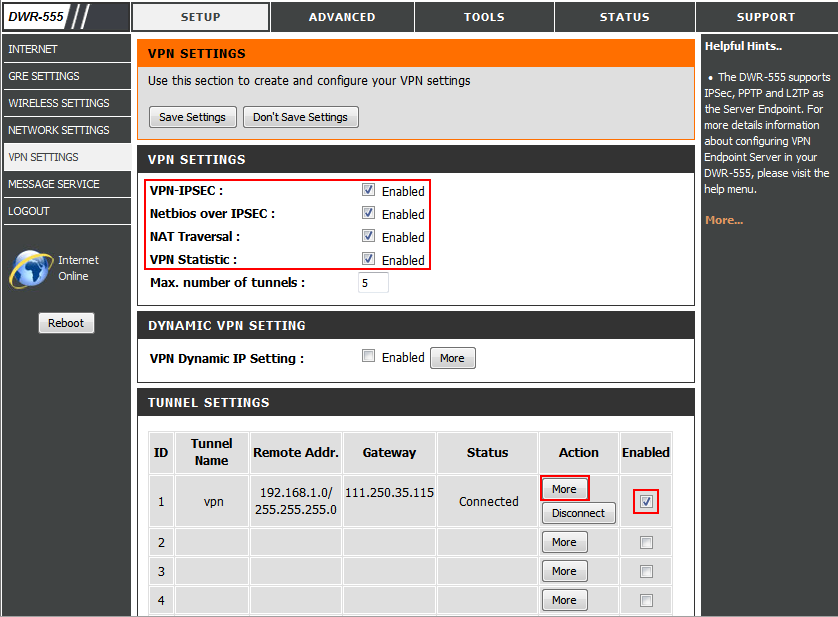 DWR-555
SETUP
ADVANCED
TOOLS
STATUS
SUPPORT
INTERNET
GRE SETTINGS
WIRELESS SETTINGS
NETWORK SETTINGS
VPN SETTINGS
MESSAGE SERVICE
LOGOUT
Internet
Online
Reboot
VPN SETTINGS
Use this section to create and configure your VPN settings
Save Settings Don't Save Settings
VPN SETTINGS
VPN-IPSEC : Enabled
Netbios over IPSEC : Enabled
NAT Traversal : Enabled
VPN Statistic : Enabled
Max. number of tunnels : 5
DYNAMIC VPN SETTING
VPN Dynamic IP Setting : Enabled More
TUNNEL SETTINGS
ID Tunnel Name Remote Addr. Gateway Status Action Enabled
1 vpn 192.168.1.0/ 255.255.255.0 111.250.35.115 Connected More Disconnect
2 More
3 More
4 More
Helpful Hints..
• The DWR-555 supports
IPSec, PPTP and L2TP as
the Server Endpoint. For
more details information
about configuring VPN
Endpoint Server in your
DWR-555, please visit the
help menu.
More...